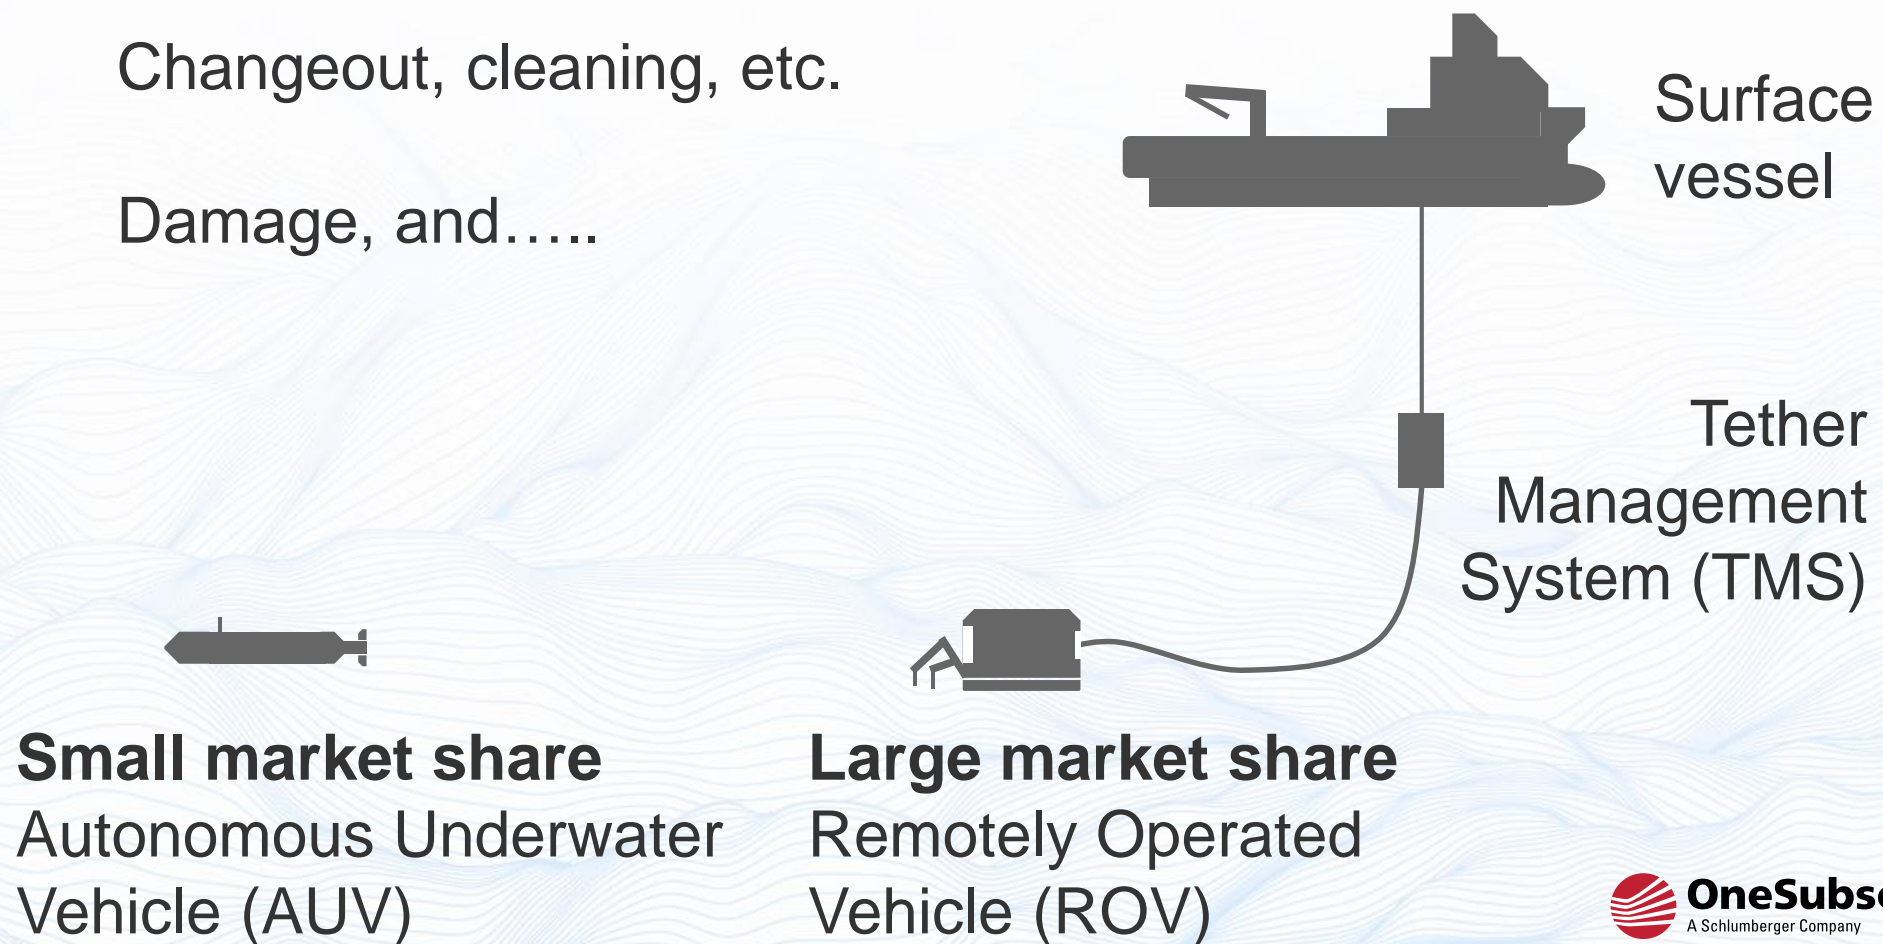 Changeout, cleaning, etc.
Damage, and…..
Surface
vessel
Tether
Management
System (TMS)
Small market share
Autonomous Underwater
Vehicle (AUV)
Large market share
Remotely Operated
Vehicle (ROV)
A Schlumberger Company